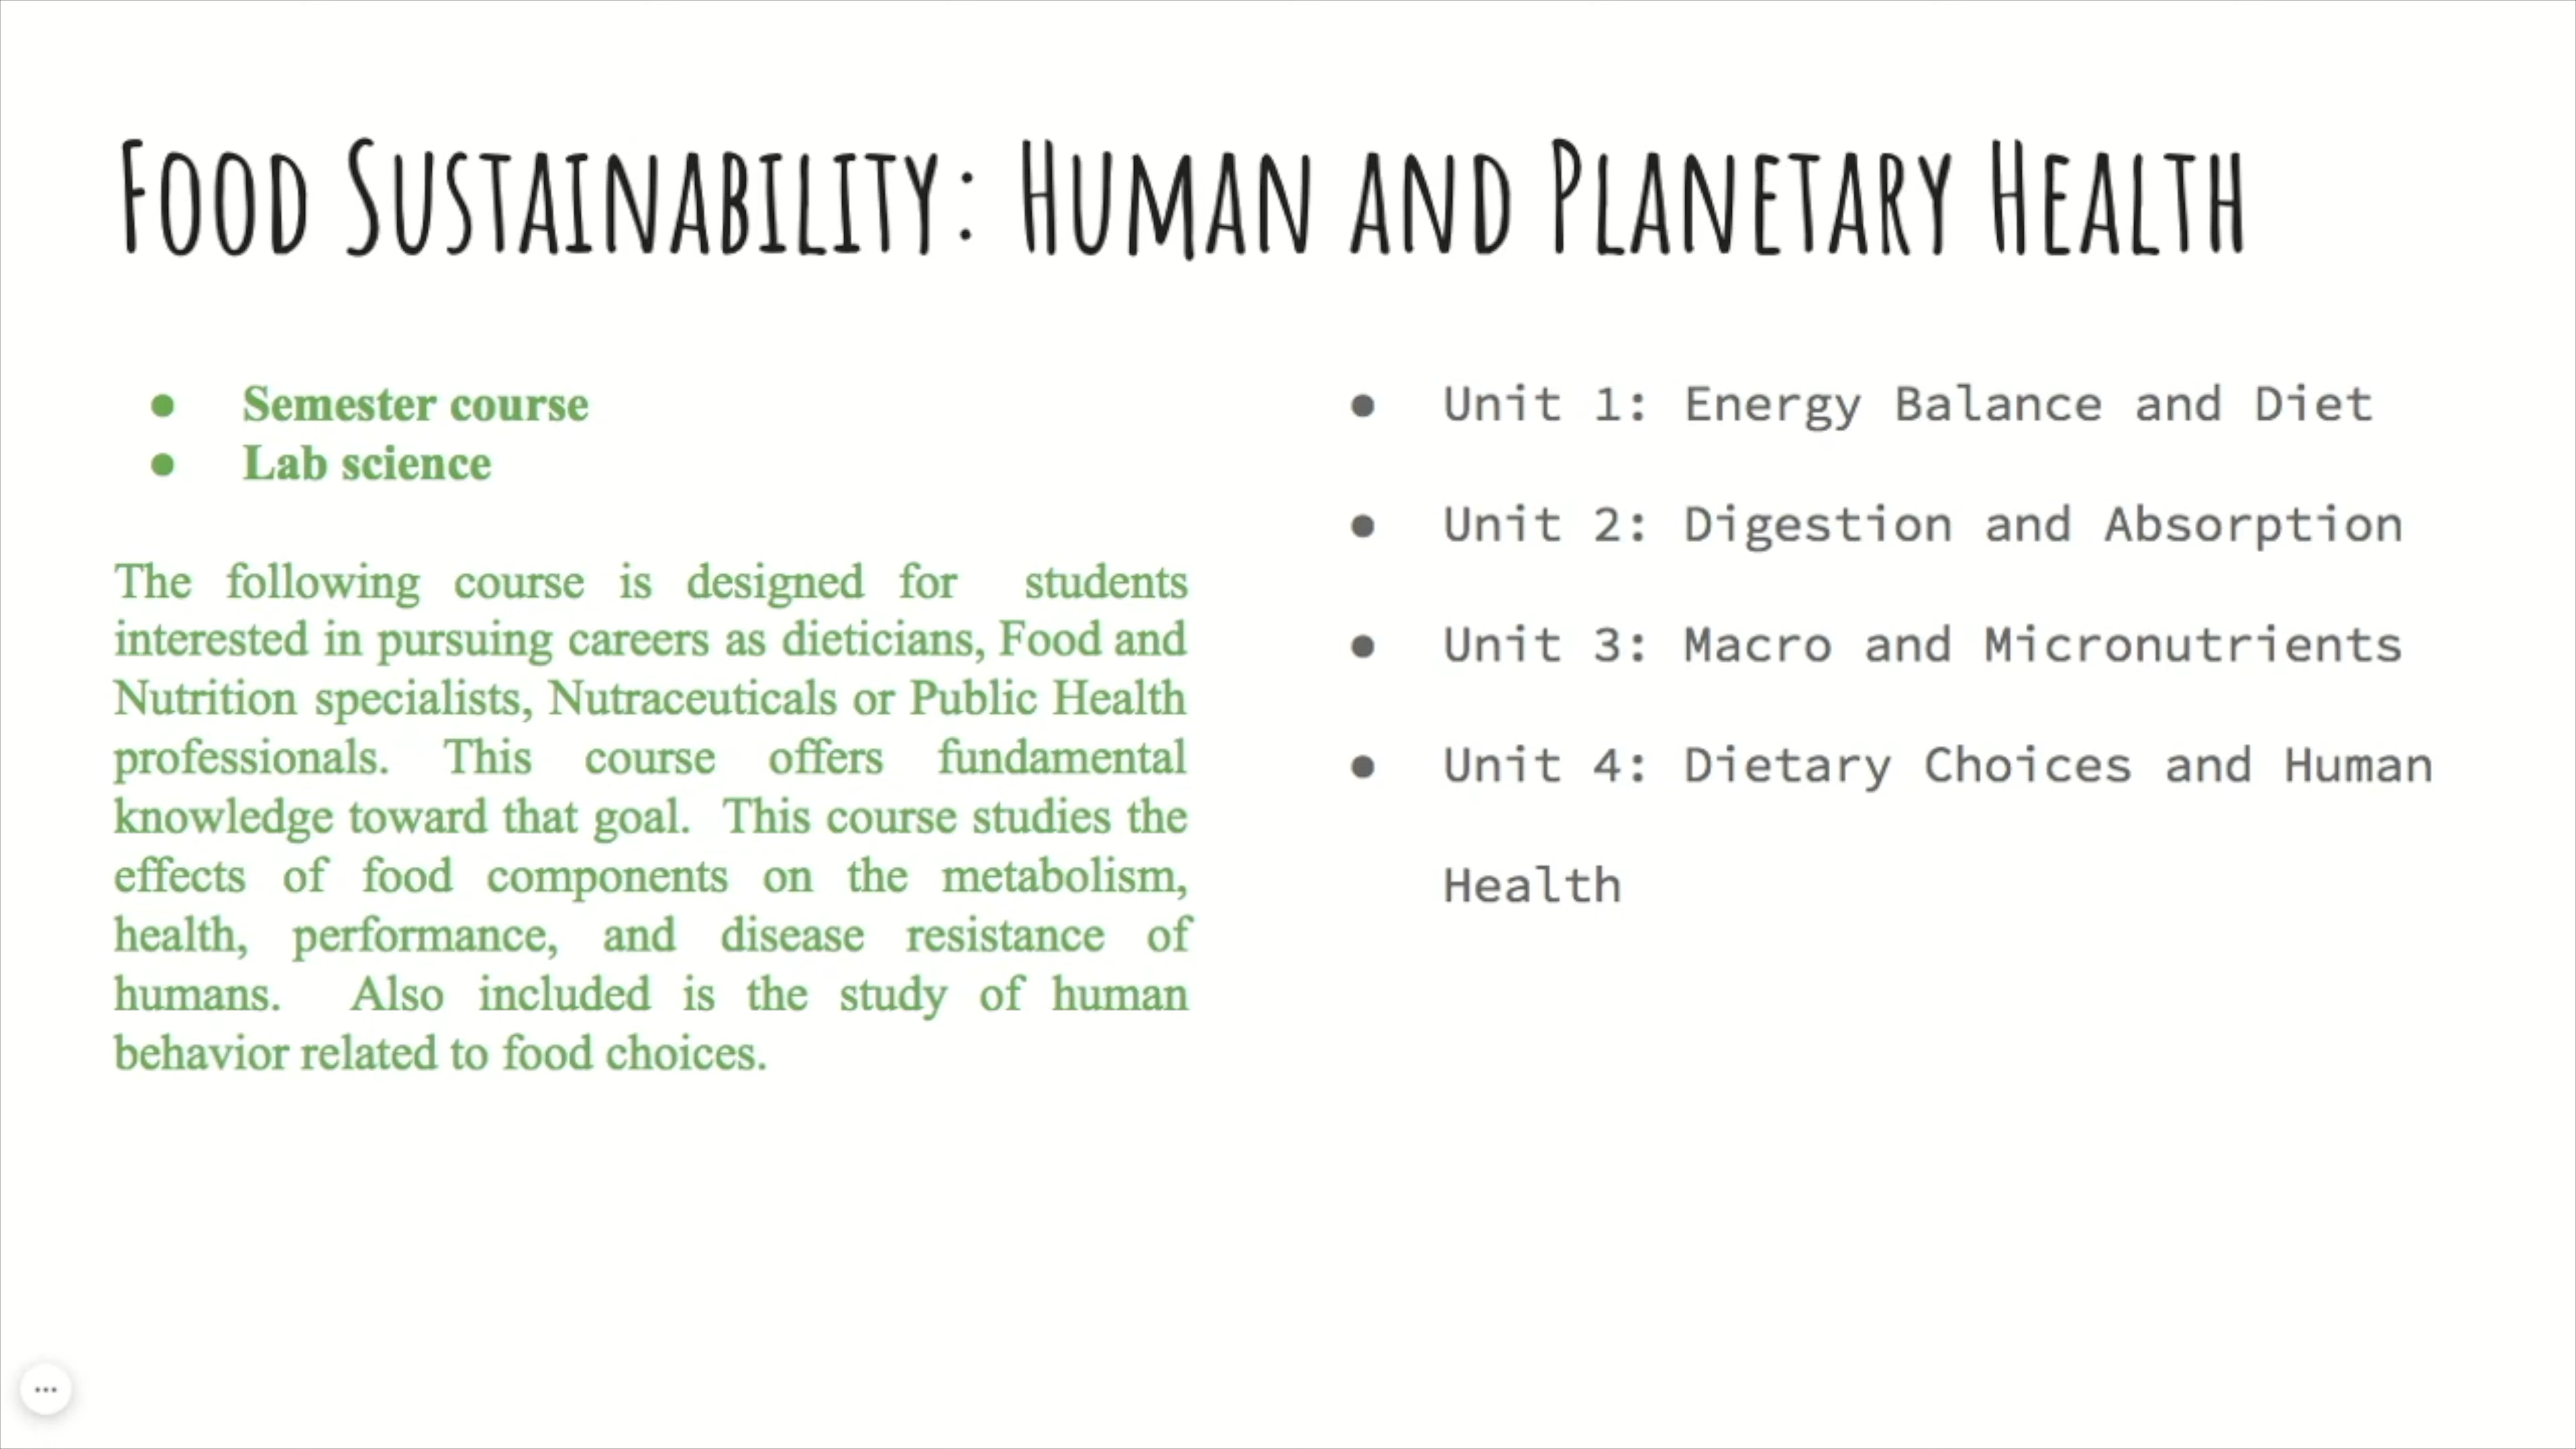 Food Sustainability: Human and Planetary Health
● Semester course
● Lab science
The following course is designed for students
interested in pursuing careers as dieticians, Food and
Nutrition specialists, Nutraceuticals or Public Health
professionals. This course offers fundamental
knowledge toward that goal. This course studies the
effects of food components on the metabolism,
health, performance, and disease resistance of
humans. Also included is the study of human
behavior related to food choices.
● Unit 1: Energy Balance and Diet
● Unit 2: Digestion and Absorption
● Unit 3: Macro and Micronutrients
● Unit 4: Dietary Choices and Human
Health